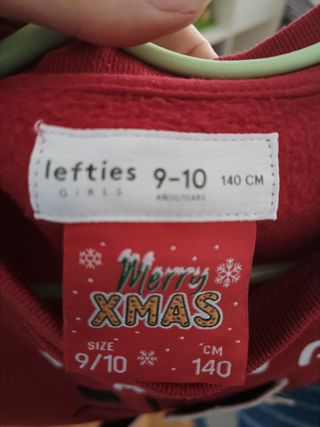 lefties 9-10 140 CM
GIRLS AÑOS/YEARS
Merry
XMAS
SIZE CM
9/10 140